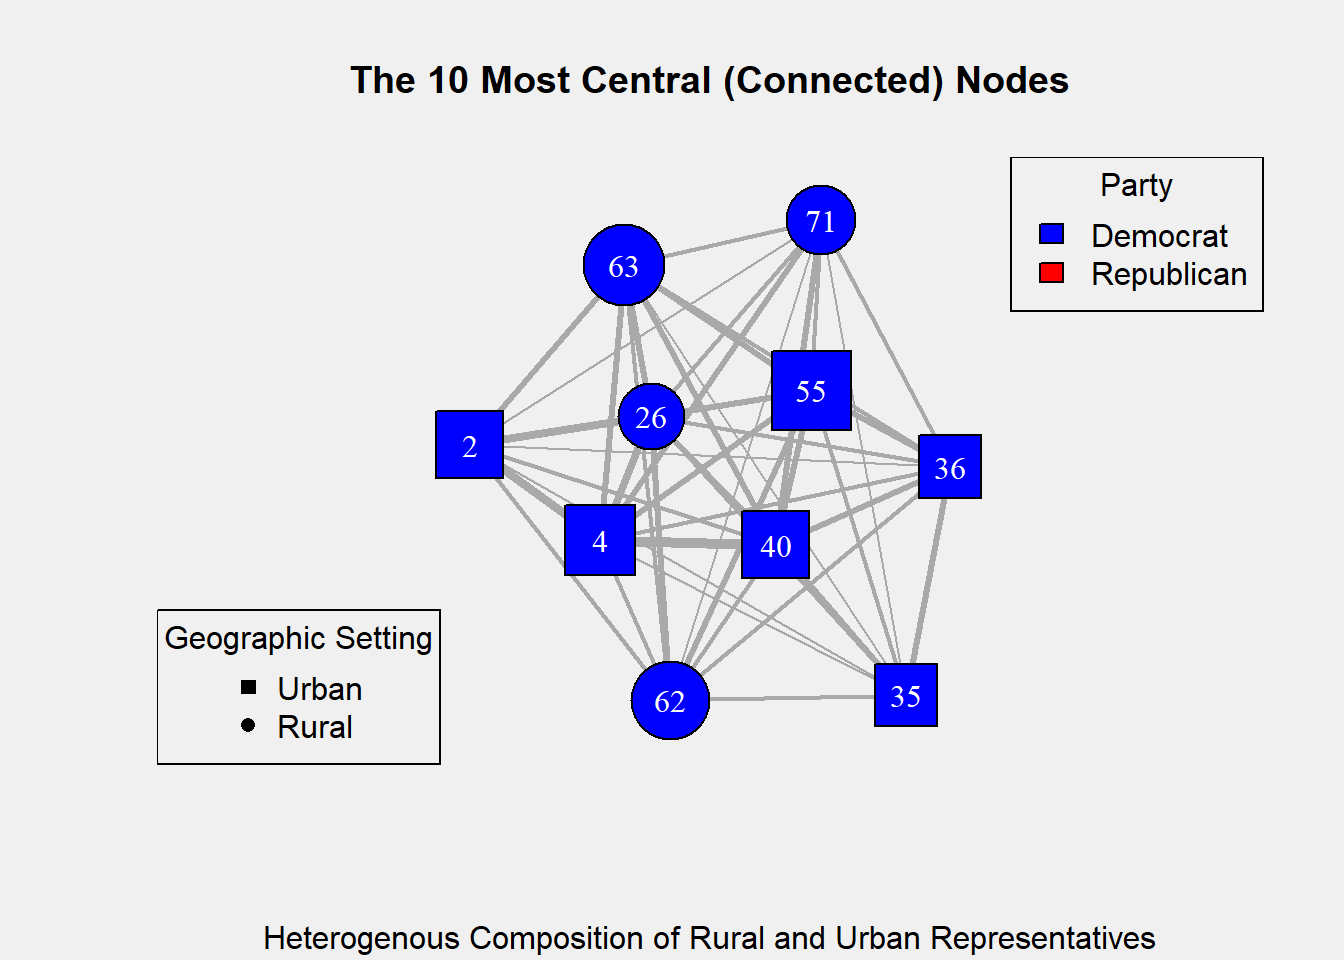 The 10 Most Central (Connected) Nodes
Party
Democrat
Republican
71
63
55
26
2
36
4
40
Geographic Setting
Urban
Rural
62
35
Heterogenous Composition of Rural and Urban Representatives